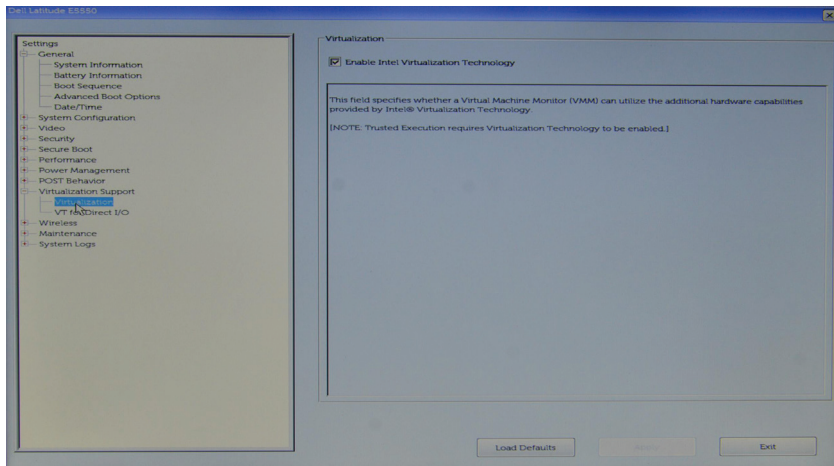 Dell Latitude E5550
Settings
General
System Information
Battery Information
Boot Sequence
Advanced Boot Options
Date/Time
System Configuration
Video
Security
Secure Boot
Performance
Power Management
POST Behavior
Virtualization Support
Virtualization
VT for Direct I/O
Wireless
Maintenance
System Logs
Virtualization
Enable Intel Virtualization Technology
This field specifies whether a Virtual Machine Monitor (VMM) can utilize the additional hardware capabilities
provided by Intel® Virtualization Technology.
[NOTE: Trusted Execution requires Virtualization Technology to be enabled.]
Load Defaults
Exit